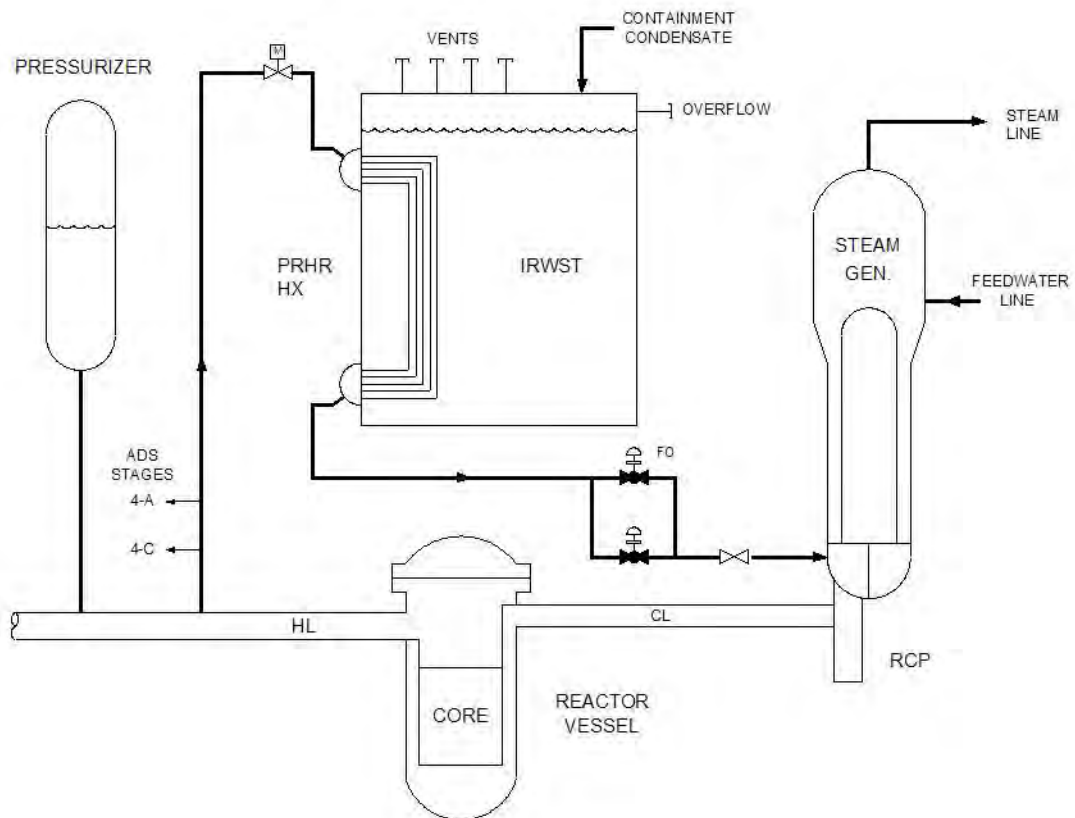 CONTAINMENT
CONDENSATE
VENTS
M
PRESSURIZER
OVERFLOW
STEAM
LINE
STEAM
GEN.
PRHR
HX
IRWST
FEEDWATER
LINE
ADS
STAGES
4-A
4-C
FO
HL
CL
RCP
CORE
REACTOR
VESSEL